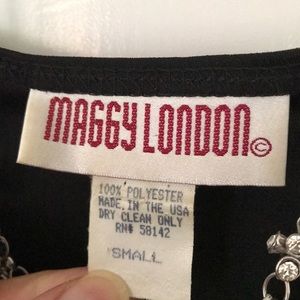 MAGGY LONDON©
100% POLYESTER
MADE IN THE USA
DRY CLEAN ONLY
RN# 58142
SMALL